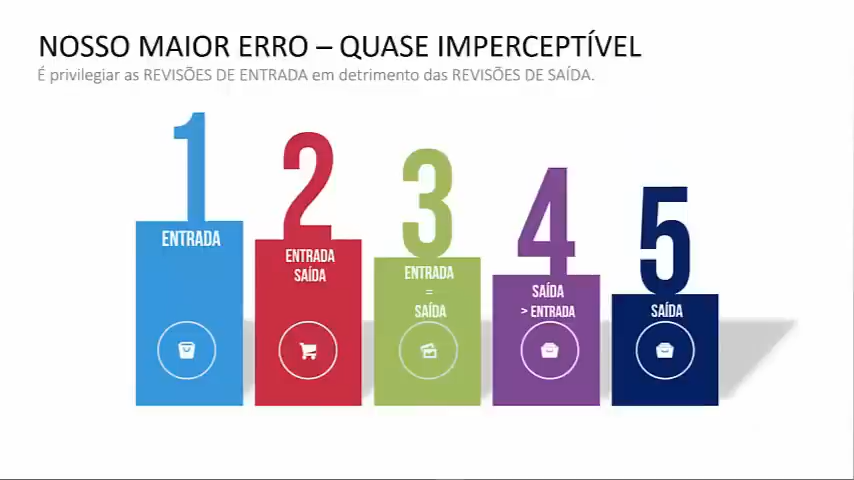 NOSSO MAIOR ERRO – QUASE IMPERCEPTÍVEL
É privilegiar as REVISÕES DE ENTRADA em detrimento das REVISÕES DE SAÍDA.
1
ENTRADA
2
ENTRADA
SAÍDA
3
ENTRADA
=
SAÍDA
4
SAÍDA
> ENTRADA
5
SAÍDA